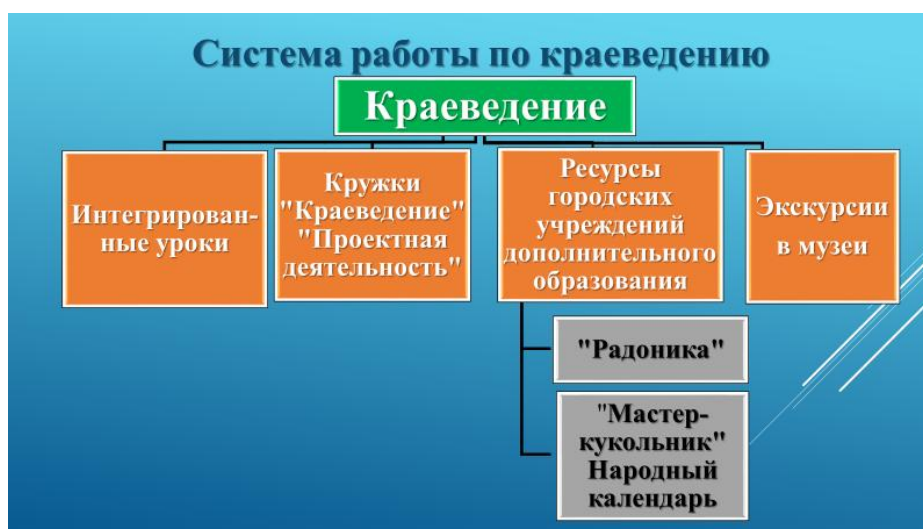 Система работы по краеведению
Краеведение
Интегрирован-
ные уроки
Кружки
"Краеведение"
"Проектная
деятельность"
Ресурсы
городских
учреждений
дополнительного
образования
Экскурсии
в музеи
"Радоника"
"Мастер-
кукольник"
Народный
календарь